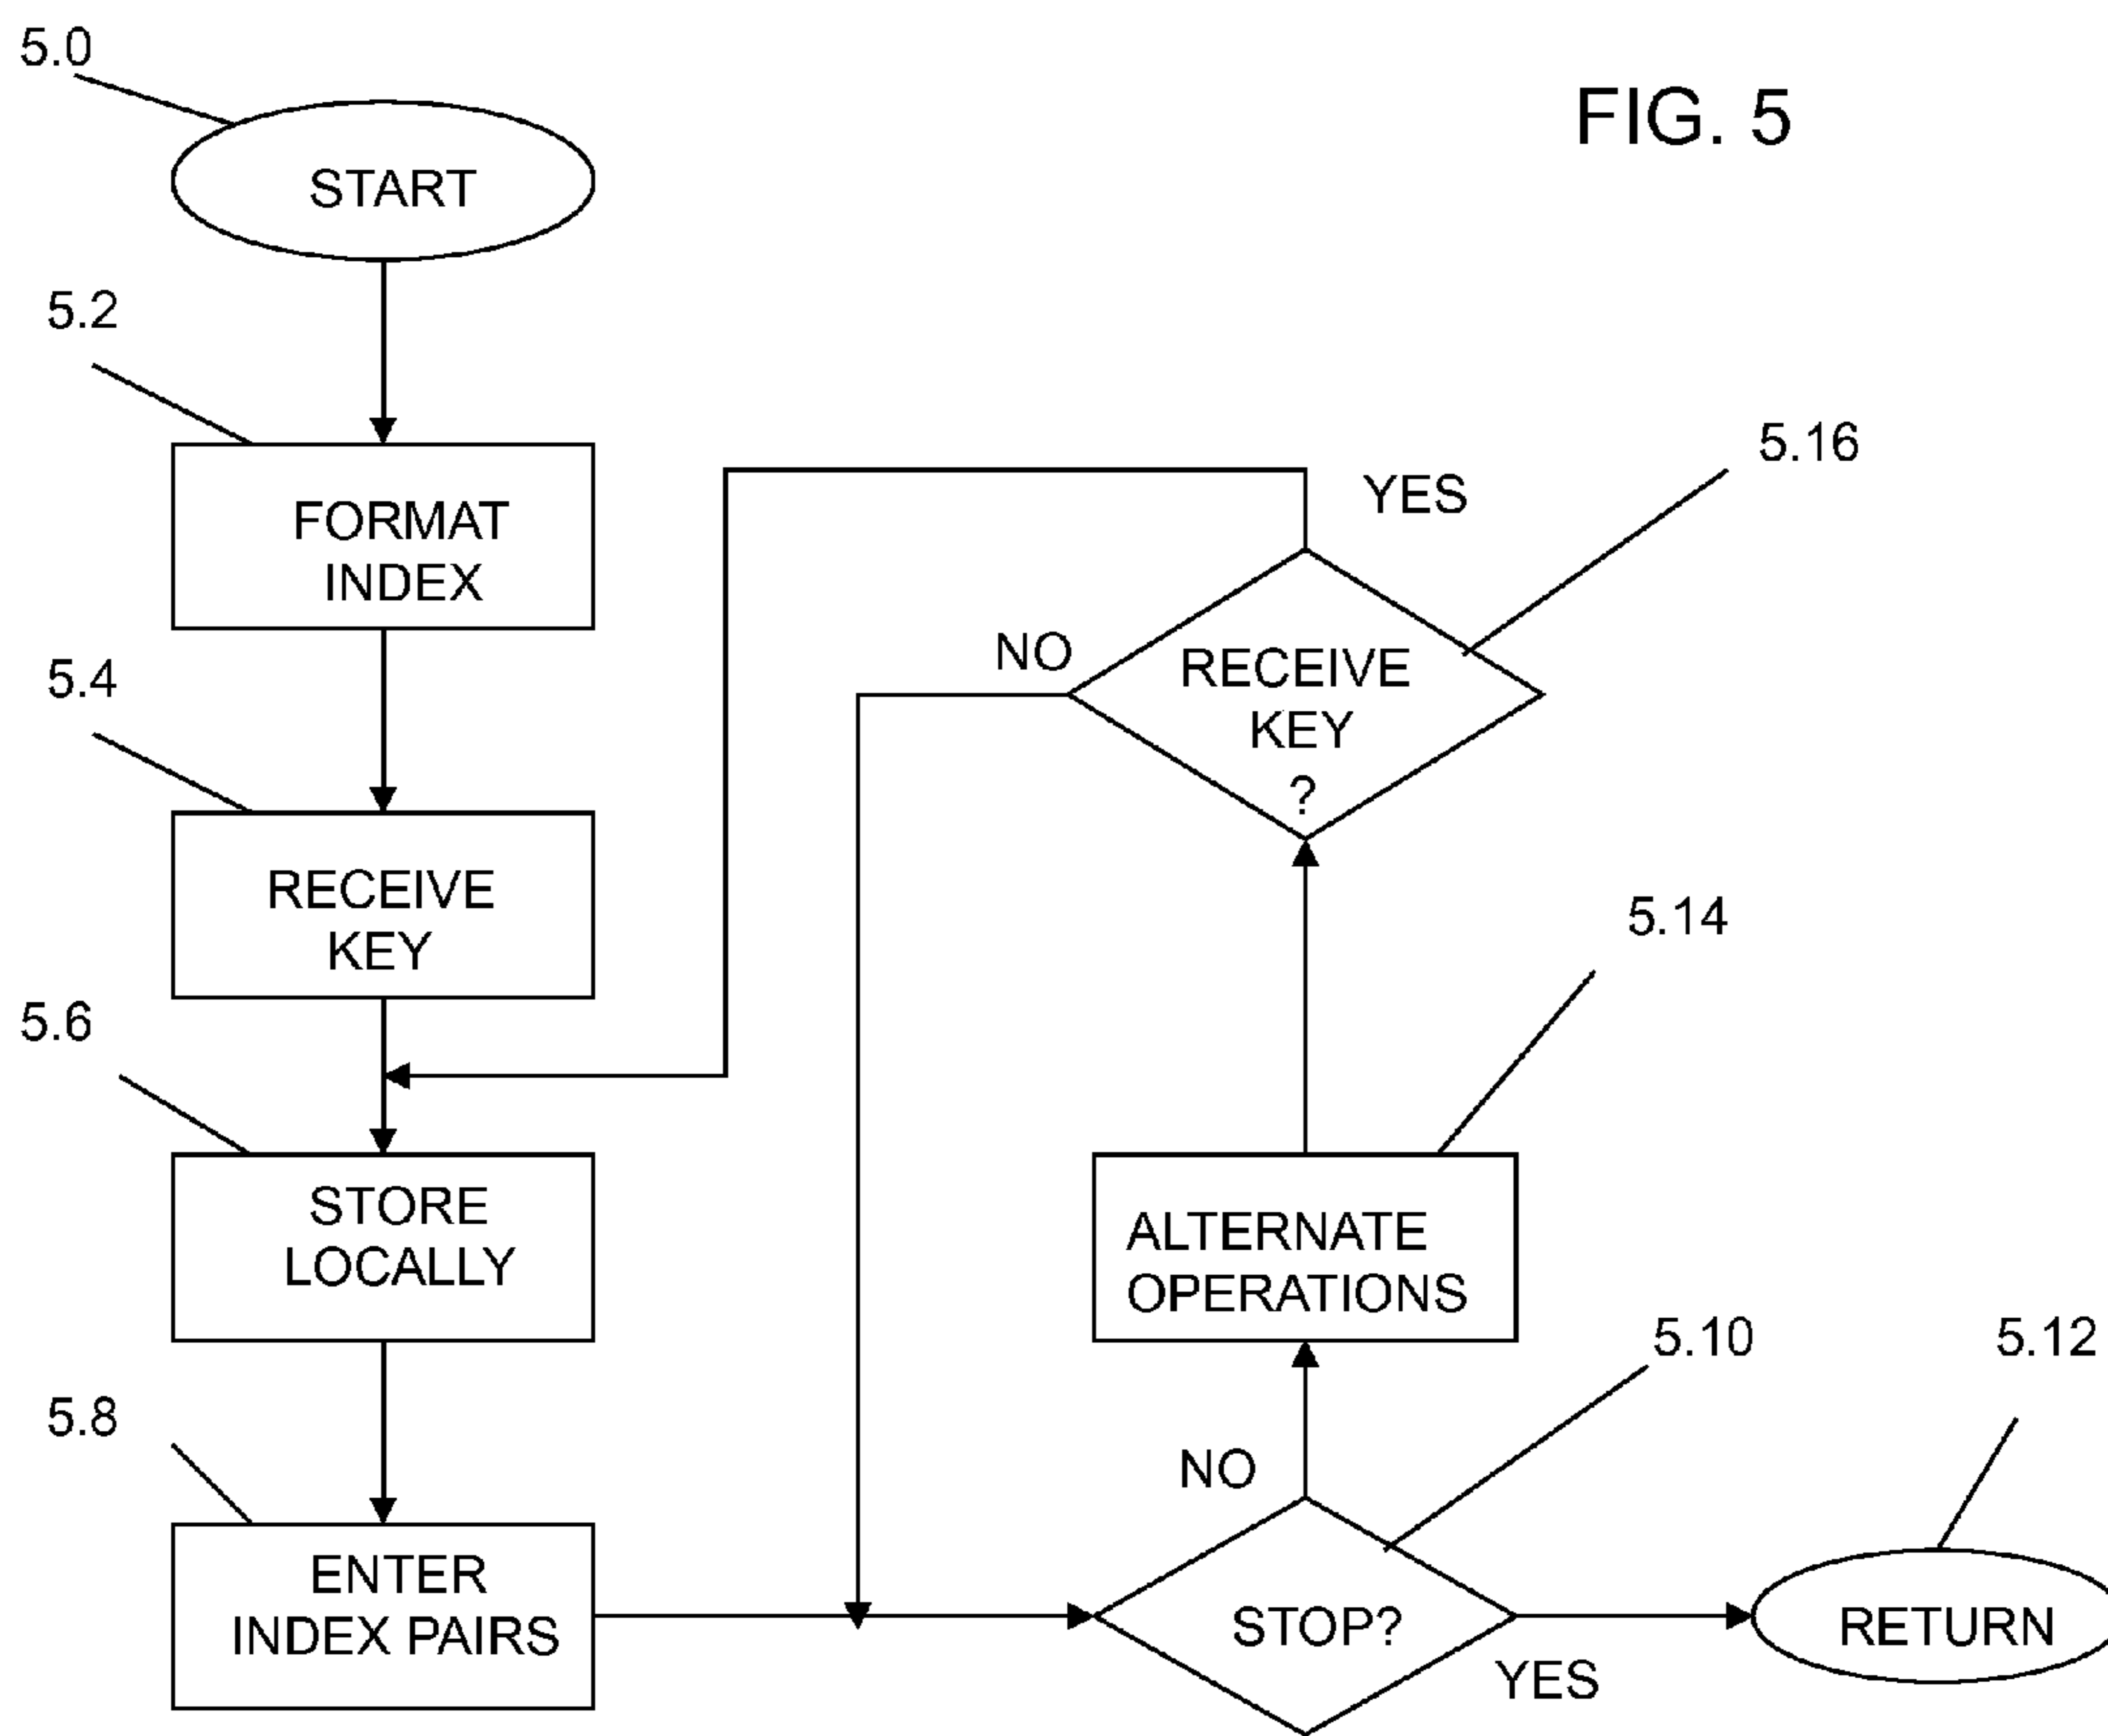 5.0
FIG. 5
START
5.2
FORMAT
INDEX
5.16
YES
NO
RECEIVE
KEY
?
5.4
RECEIVE
KEY
5.14
5.6
STORE
LOCALLY
ALTERNATE
OPERATIONS
5.10
5.12
5.8
NO
ENTER
INDEX PAIRS
STOP?
YES
RETURN